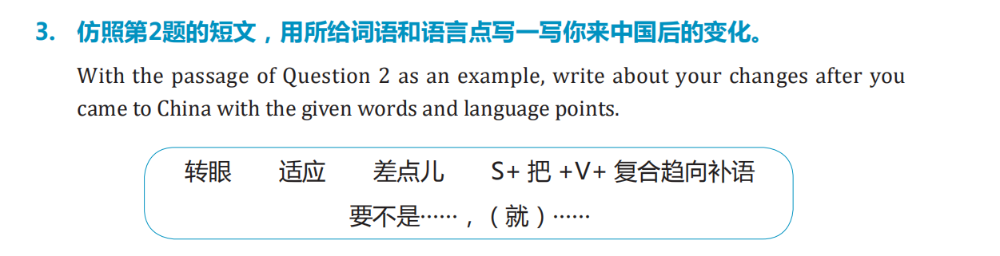 3. 仿照第2题的短文，用所给词语和语言点写一写你来中国后的变化。
With the passage of Question 2 as an example, write about your changes after you
came to China with the given words and language points.
转眼 适应 差点儿 S+ 把 +V+ 复合趋向补语
要不是……，（就）……